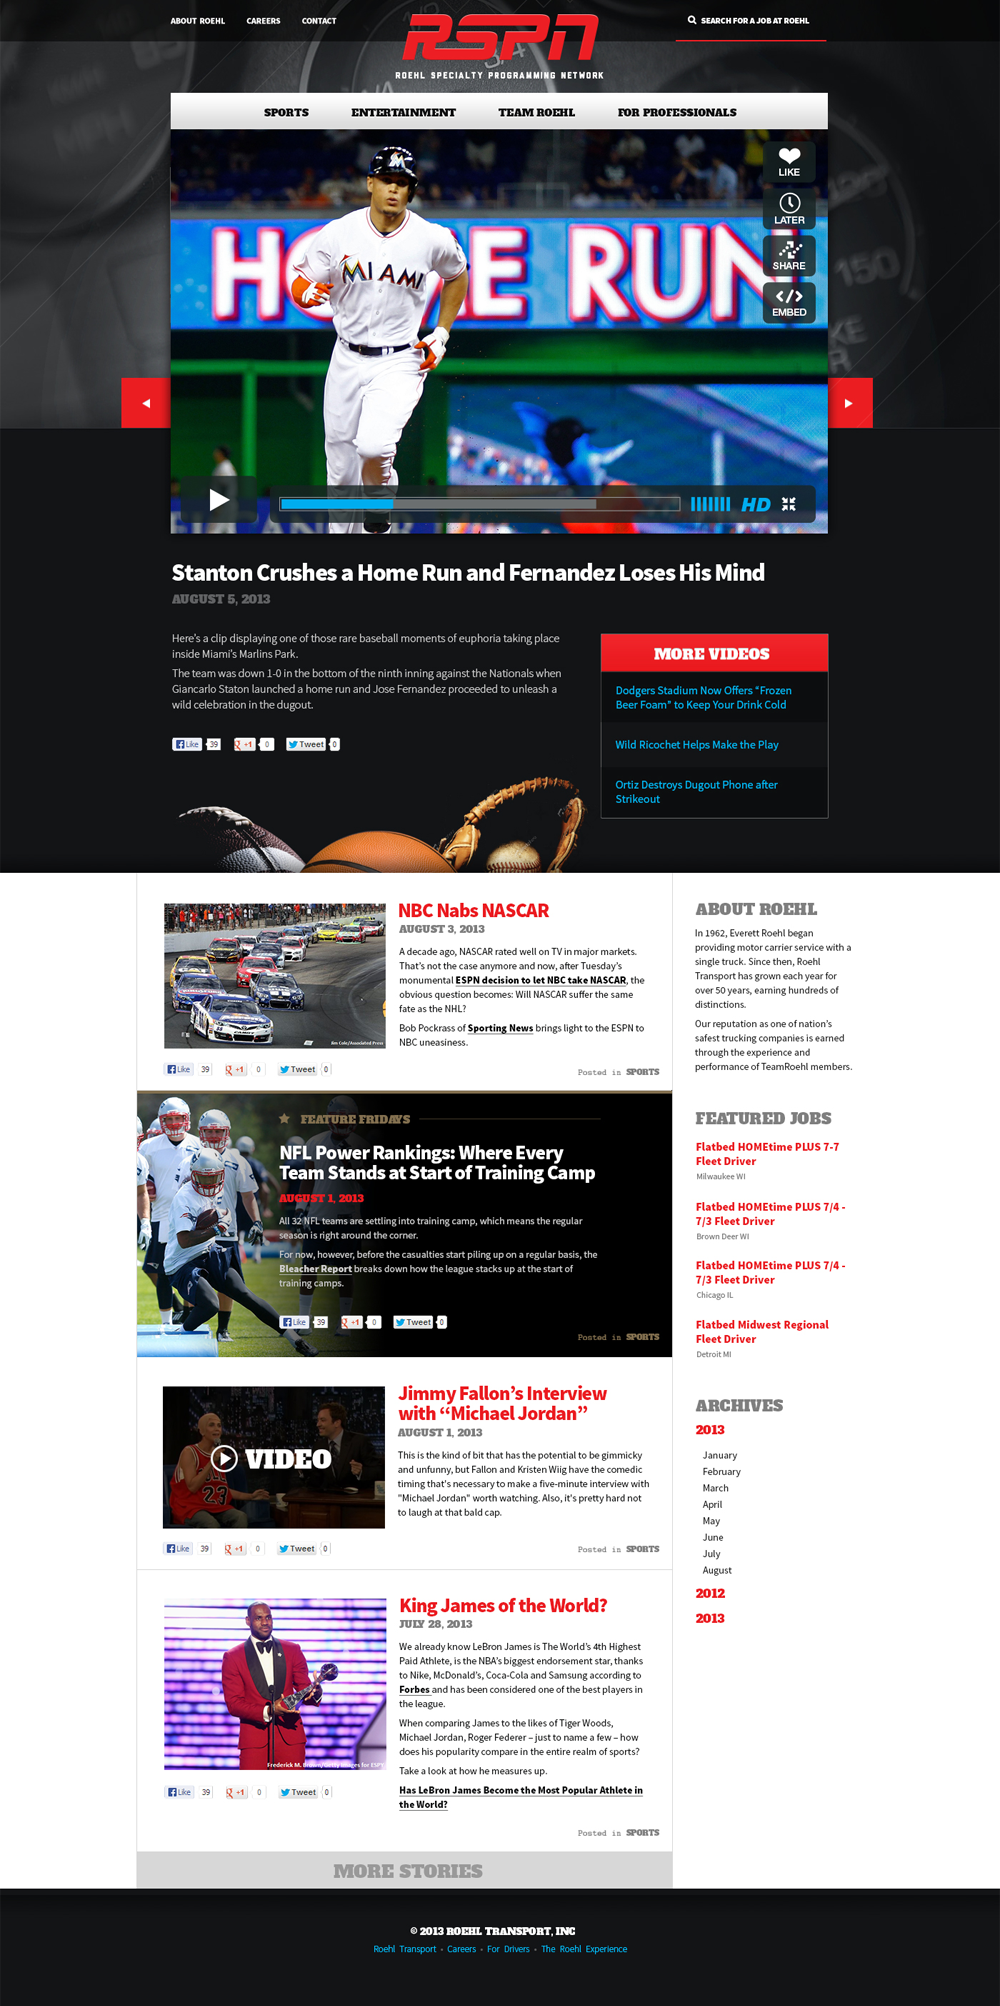 ABOUT ROEHL CAREERS CONTACT
RSPN
SEARCH FOR A JOB AT ROEHL
ROEHL SPECIALTY PROGRAMMING NETWORK
SPORTS ENTERTAINMENT TEAM ROEHL FOR PROFESSIONALS
LIKE
LATER
SHARE
EMBED
HOME RUN
MIAMI
HD
Stanton Crushes a Home Run and Fernandez Loses His Mind
AUGUST 5, 2013
Here's a clip displaying one of those rare baseball moments of euphoria taking place
inside Miami's Marlins Park.
The team was down 1-0 in the bottom of the ninth inning against the Nationals when
Giancarlo Staton launched a home run and Jose Fernandez proceeded to unleash a
wild celebration in the dugout.
Like 39 +1 0 Tweet 0
MORE VIDEOS
Dodgers Stadium Now Offers "Frozen
Beer Foam" to Keep Your Drink Cold
Wild Ricochet Helps Make the Play
Ortiz Destroys Dugout Phone after
Strikeout
NBC Nabs NASCAR
AUGUST 3, 2013
A decade ago, NASCAR rated well on TV in major markets.
That's not the case anymore and now, after Tuesday's
monumental ESPN decision to let NBC take NASCAR, the
obvious question becomes: Will NASCAR suffer the same
fate as the NHL?
Bob Pockrass of Sporting News brings light to the ESPN to
NBC uneasiness.
Jim Cole/Associated Press
Like 39 +1 0 Tweet 0
Posted in SPORTS
FEATURE FRIDAYS
NFL Power Rankings: Where Every
Team Stands at Start of Training Camp
AUGUST 1, 2013
All 32 NFL teams are settling into training camp, which means the regular
season is right around the corner.
For now, however, before the casualties start piling up on a regular basis, the
Bleacher Report breaks down how the league stacks up at the start of
training camps.
Like 39 +1 0 Tweet 0
Posted in SPORTS
VIDEO
23
Jimmy Fallon's Interview
with "Michael Jordan"
AUGUST 1, 2013
This is the kind of bit that has the potential to be gimmicky
and unfunny, but Fallon and Kristen Wiig have the comedic
timing that's necessary to make a five-minute interview with
"Michael Jordan" worth watching. Also, it's pretty hard not
to laugh at that bald cap.
Like 39 +1 0 Tweet 0
Posted in SPORTS
King James of the World?
JULY 28, 2013
We already know LeBron James is The World's 4th Highest
Paid Athlete, is the NBA's biggest endorsement star, thanks
to Nike, McDonald's, Coca-Cola and Samsung according to
Forbes and has been considered one of the best players in
the league.
When comparing James to the likes of Tiger Woods,
Michael Jordan, Roger Federer – just to name a few – how
does his popularity compare in the entire realm of sports?
Take a look at how he measures up.
Has LeBron James Become the Most Popular Athlete in
the World?
Like 39 +1 0 Tweet 0
Posted in SPORTS
MORE STORIES
ABOUT ROEHL
In 1962, Everett Roehl began
providing motor carrier service with a
single truck. Since then, Roehl
Transport has grown each year for
over 50 years, earning hundreds of
distinctions.
Our reputation as one of nation's
safest trucking companies is earned
through the experience and
performance of TeamRoehl members.
FEATURED JOBS
Flatbed HOMEtime PLUS 7-7
Fleet Driver
Milwaukee WI
Flatbed HOMEtime PLUS 7/4 -
7/3 Fleet Driver
Brown Deer WI
Flatbed HOMEtime PLUS 7/4 -
7/3 Fleet Driver
Chicago IL
Flatbed Midwest Regional
Fleet Driver
Detroit MI
ARCHIVES
2013
January
February
March
April
May
June
July
August
2012
2013
© 2013 ROEHL TRANSPORT, INC
Roehl Transport • Careers • For Drivers • The Roehl Experience